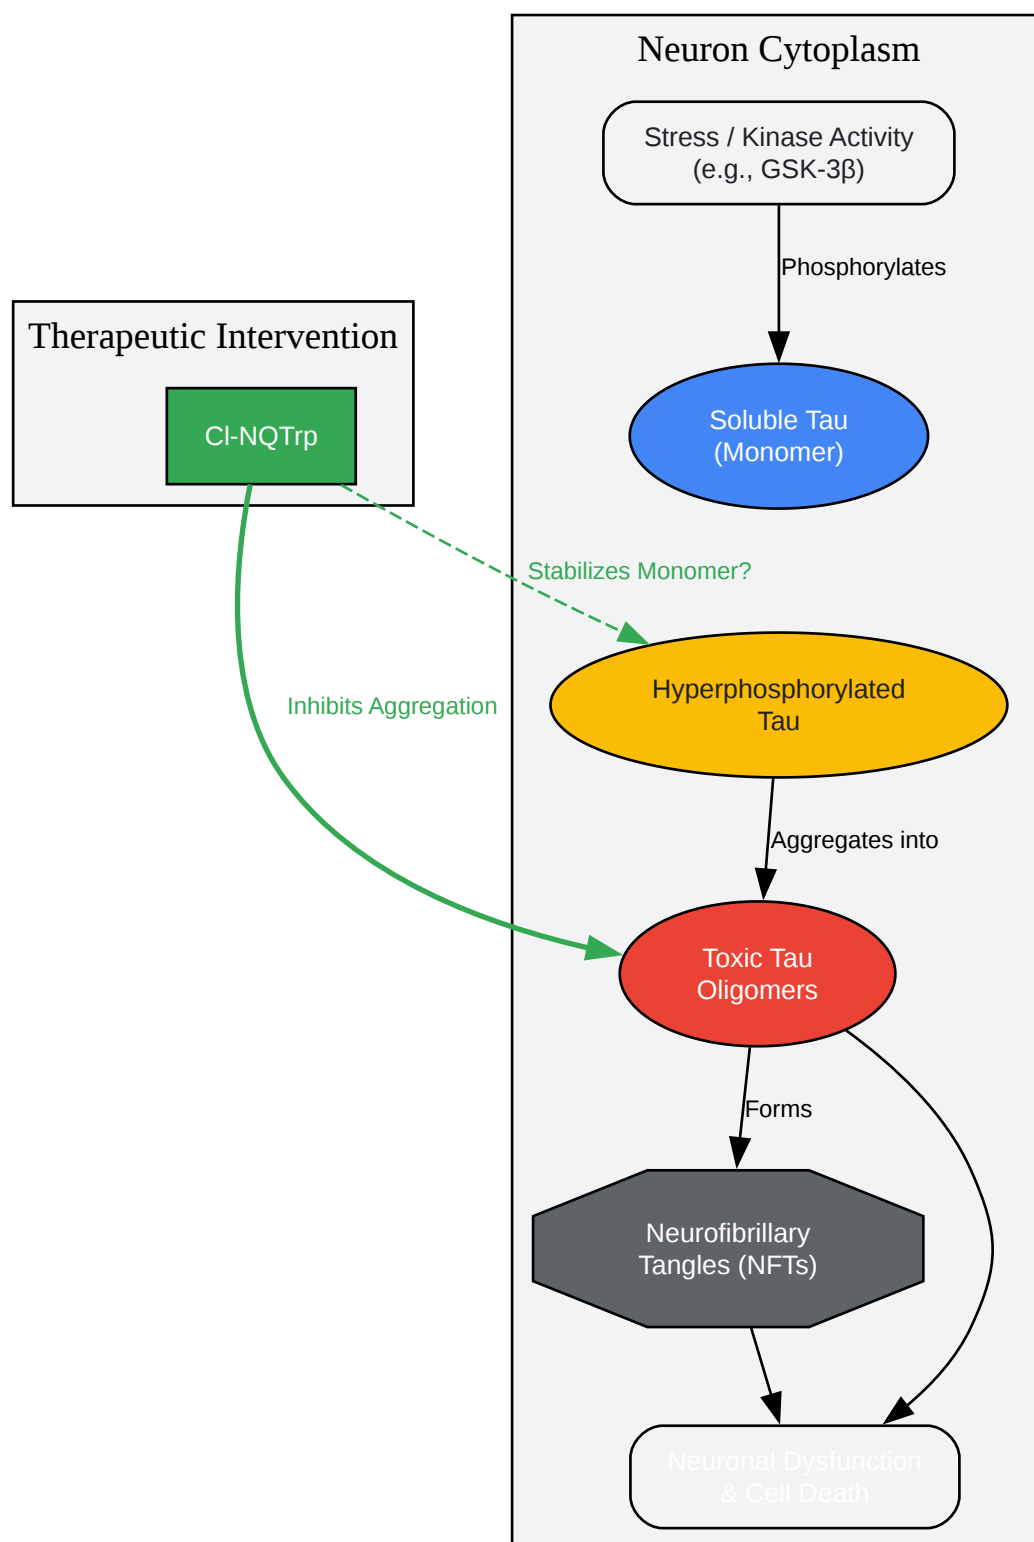 Neuron Cytoplasm
Stress / Kinase Activity
(e.g., GSK-3β)
Phosphorylates
Therapeutic Intervention
Cl-NQTrp
Soluble Tau
(Monomer)
Stabilizes Monomer?
Inhibits Aggregation
Hyperphosphorylated
Tau
Aggregates into
Toxic Tau
Oligomers
Forms
Neurofibrillary
Tangles (NFTs)
Neuronal Dysfunction
& Cell Death